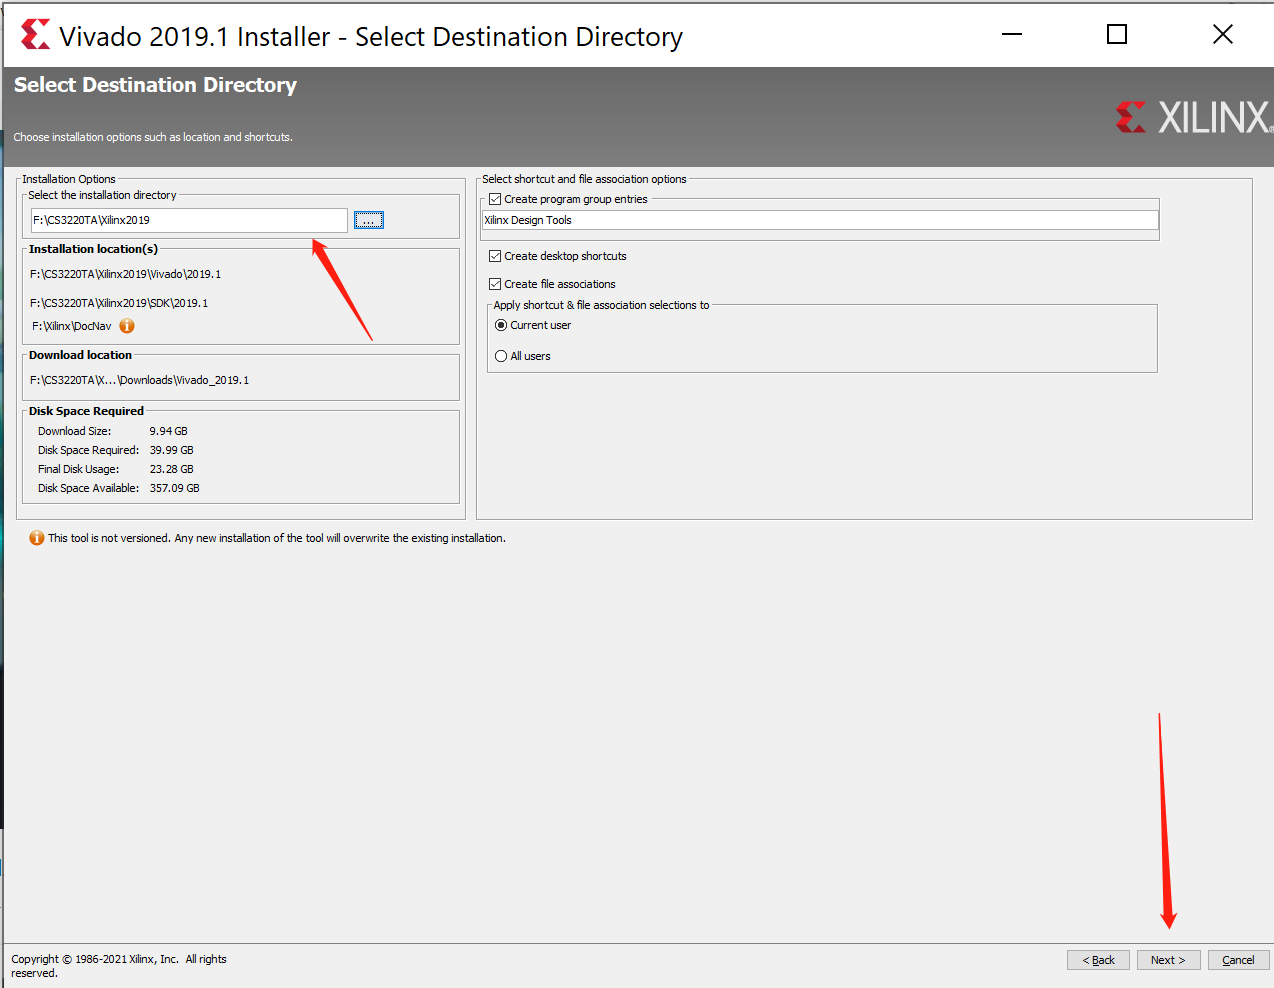 Vivado 2019.1 Installer - Select Destination Directory
Select Destination Directory
XILINX®
Choose installation options such as location and shortcuts.
Installation Options
Select the installation directory
F:\CS3220TA\Xilinx2019
...
Installation location(s)
F:\CS3220TA\Xilinx2019\Vivado\2019.1
F:\CS3220TA\Xilinx2019\SDK\2019.1
F:\Xilinx\DocNav
Download location
F:\CS3220TA\X...\Downloads\Vivado_2019.1
Disk Space Required
Download Size: 9.94 GB
Disk Space Required: 39.99 GB
Final Disk Usage: 23.28 GB
Disk Space Available: 357.09 GB
Select shortcut and file association options
Create program group entries
Xilinx Design Tools
Create desktop shortcuts
Create file associations
Apply shortcut & file association selections to
Current user
All users
This tool is not versioned. Any new installation of the tool will overwrite the existing installation.
Copyright © 1986-2021 Xilinx, Inc. All rights
reserved.
< Back
Next >
Cancel